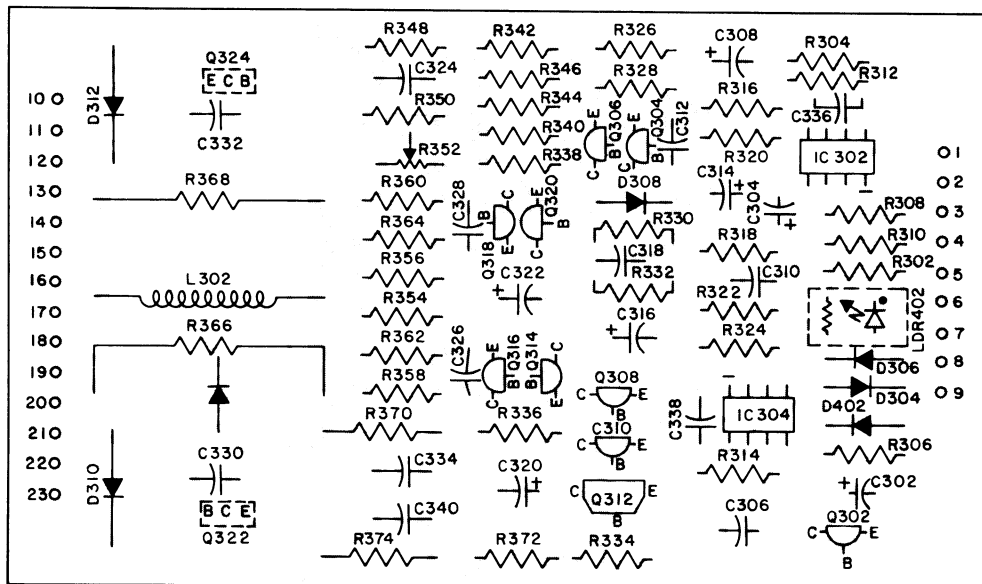 R348 R342 R326 C308 R304
Q324 + R312
E C B C324 R346 R328
10 O D312 R350 R344 R316 C336
11 O C332 R340 Q306 Q304 C312 R320 IC 302
E E
B B
C C
12 O R352 R338 O 1
D308 C314 + O 2
13 O R368 R360 C328 C E Q320 C304 + − R308 O 3
14 O R364 B B R330 R318 R310 O 4
E C
Q318
15 O R356 C322 C318 C310 R302 O 5
16 O L302 + R332 R322 O 6
17 O R354 C316 + R324 LDR402 O 7
18 O R366 R362 C326 E Q316 Q314 C D306 O 8
B B
19 O R358 C E Q308 − D304 O 9
C E
B
20 O R370 R336 C310 C338 IC 304 D402
C E
B
21 O R306
22 O C330 C334 C320 + R314 C302 +
23 O D310 C Q312 E
B
B C E C340 C306 Q302
C E
B
Q322 R374 R372 R334